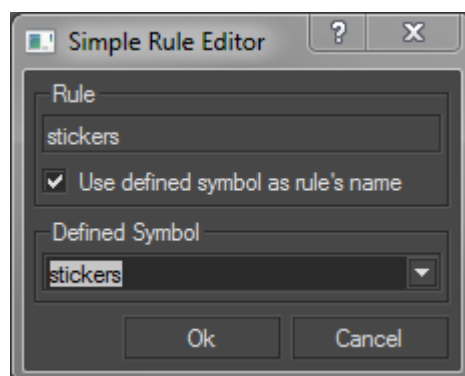 Simple Rule Editor
Rule
stickers
Use defined symbol as rule's name
Defined Symbol
stickers
Ok Cancel